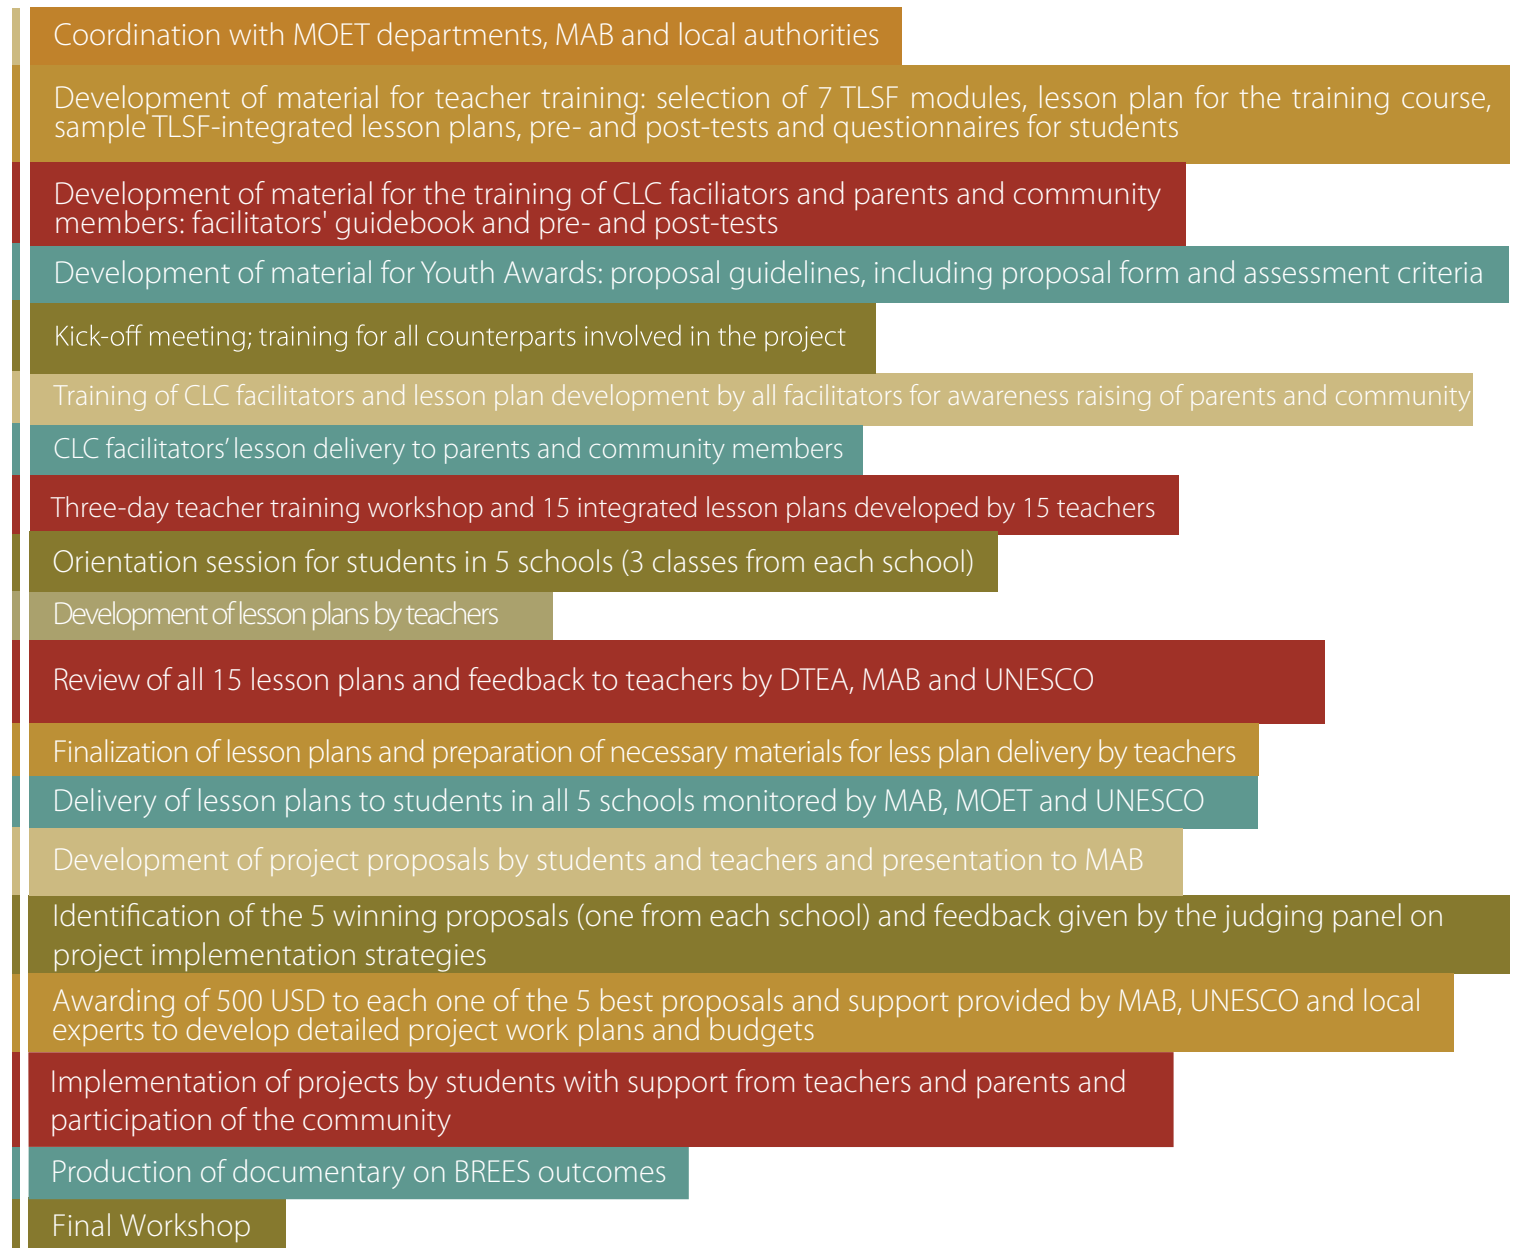 Coordination with MOET departments, MAB and local authorities
Development of material for teacher training: selection of 7 TLSF modules, lesson plan for the training course,
sample TLSF-integrated lesson plans, pre- and post-tests and questionnaires for students
Development of material for the training of CLC faciliators and parents and community
members: facilitators' guidebook and pre- and post-tests
Development of material for Youth Awards: proposal guidelines, including proposal form and assessment criteria
Kick-off meeting; training for all counterparts involved in the project
Training of CLC facilitators and lesson plan development by all facilitators for awareness raising of parents and community
CLC facilitators' lesson delivery to parents and community members
Three-day teacher training workshop and 15 integrated lesson plans developed by 15 teachers
Orientation session for students in 5 schools (3 classes from each school)
Development of lesson plans by teachers
Review of all 15 lesson plans and feedback to teachers by DTEA, MAB and UNESCO
Finalization of lesson plans and preparation of necessary materials for less plan delivery by teachers
Delivery of lesson plans to students in all 5 schools monitored by MAB, MOET and UNESCO
Development of project proposals by students and teachers and presentation to MAB
Identification of the 5 winning proposals (one from each school) and feedback given by the judging panel on
project implementation strategies
Awarding of 500 USD to each one of the 5 best proposals and support provided by MAB, UNESCO and local
experts to develop detailed project work plans and budgets
Implementation of projects by students with support from teachers and parents and
participation of the community
Production of documentary on BREES outcomes
Final Workshop